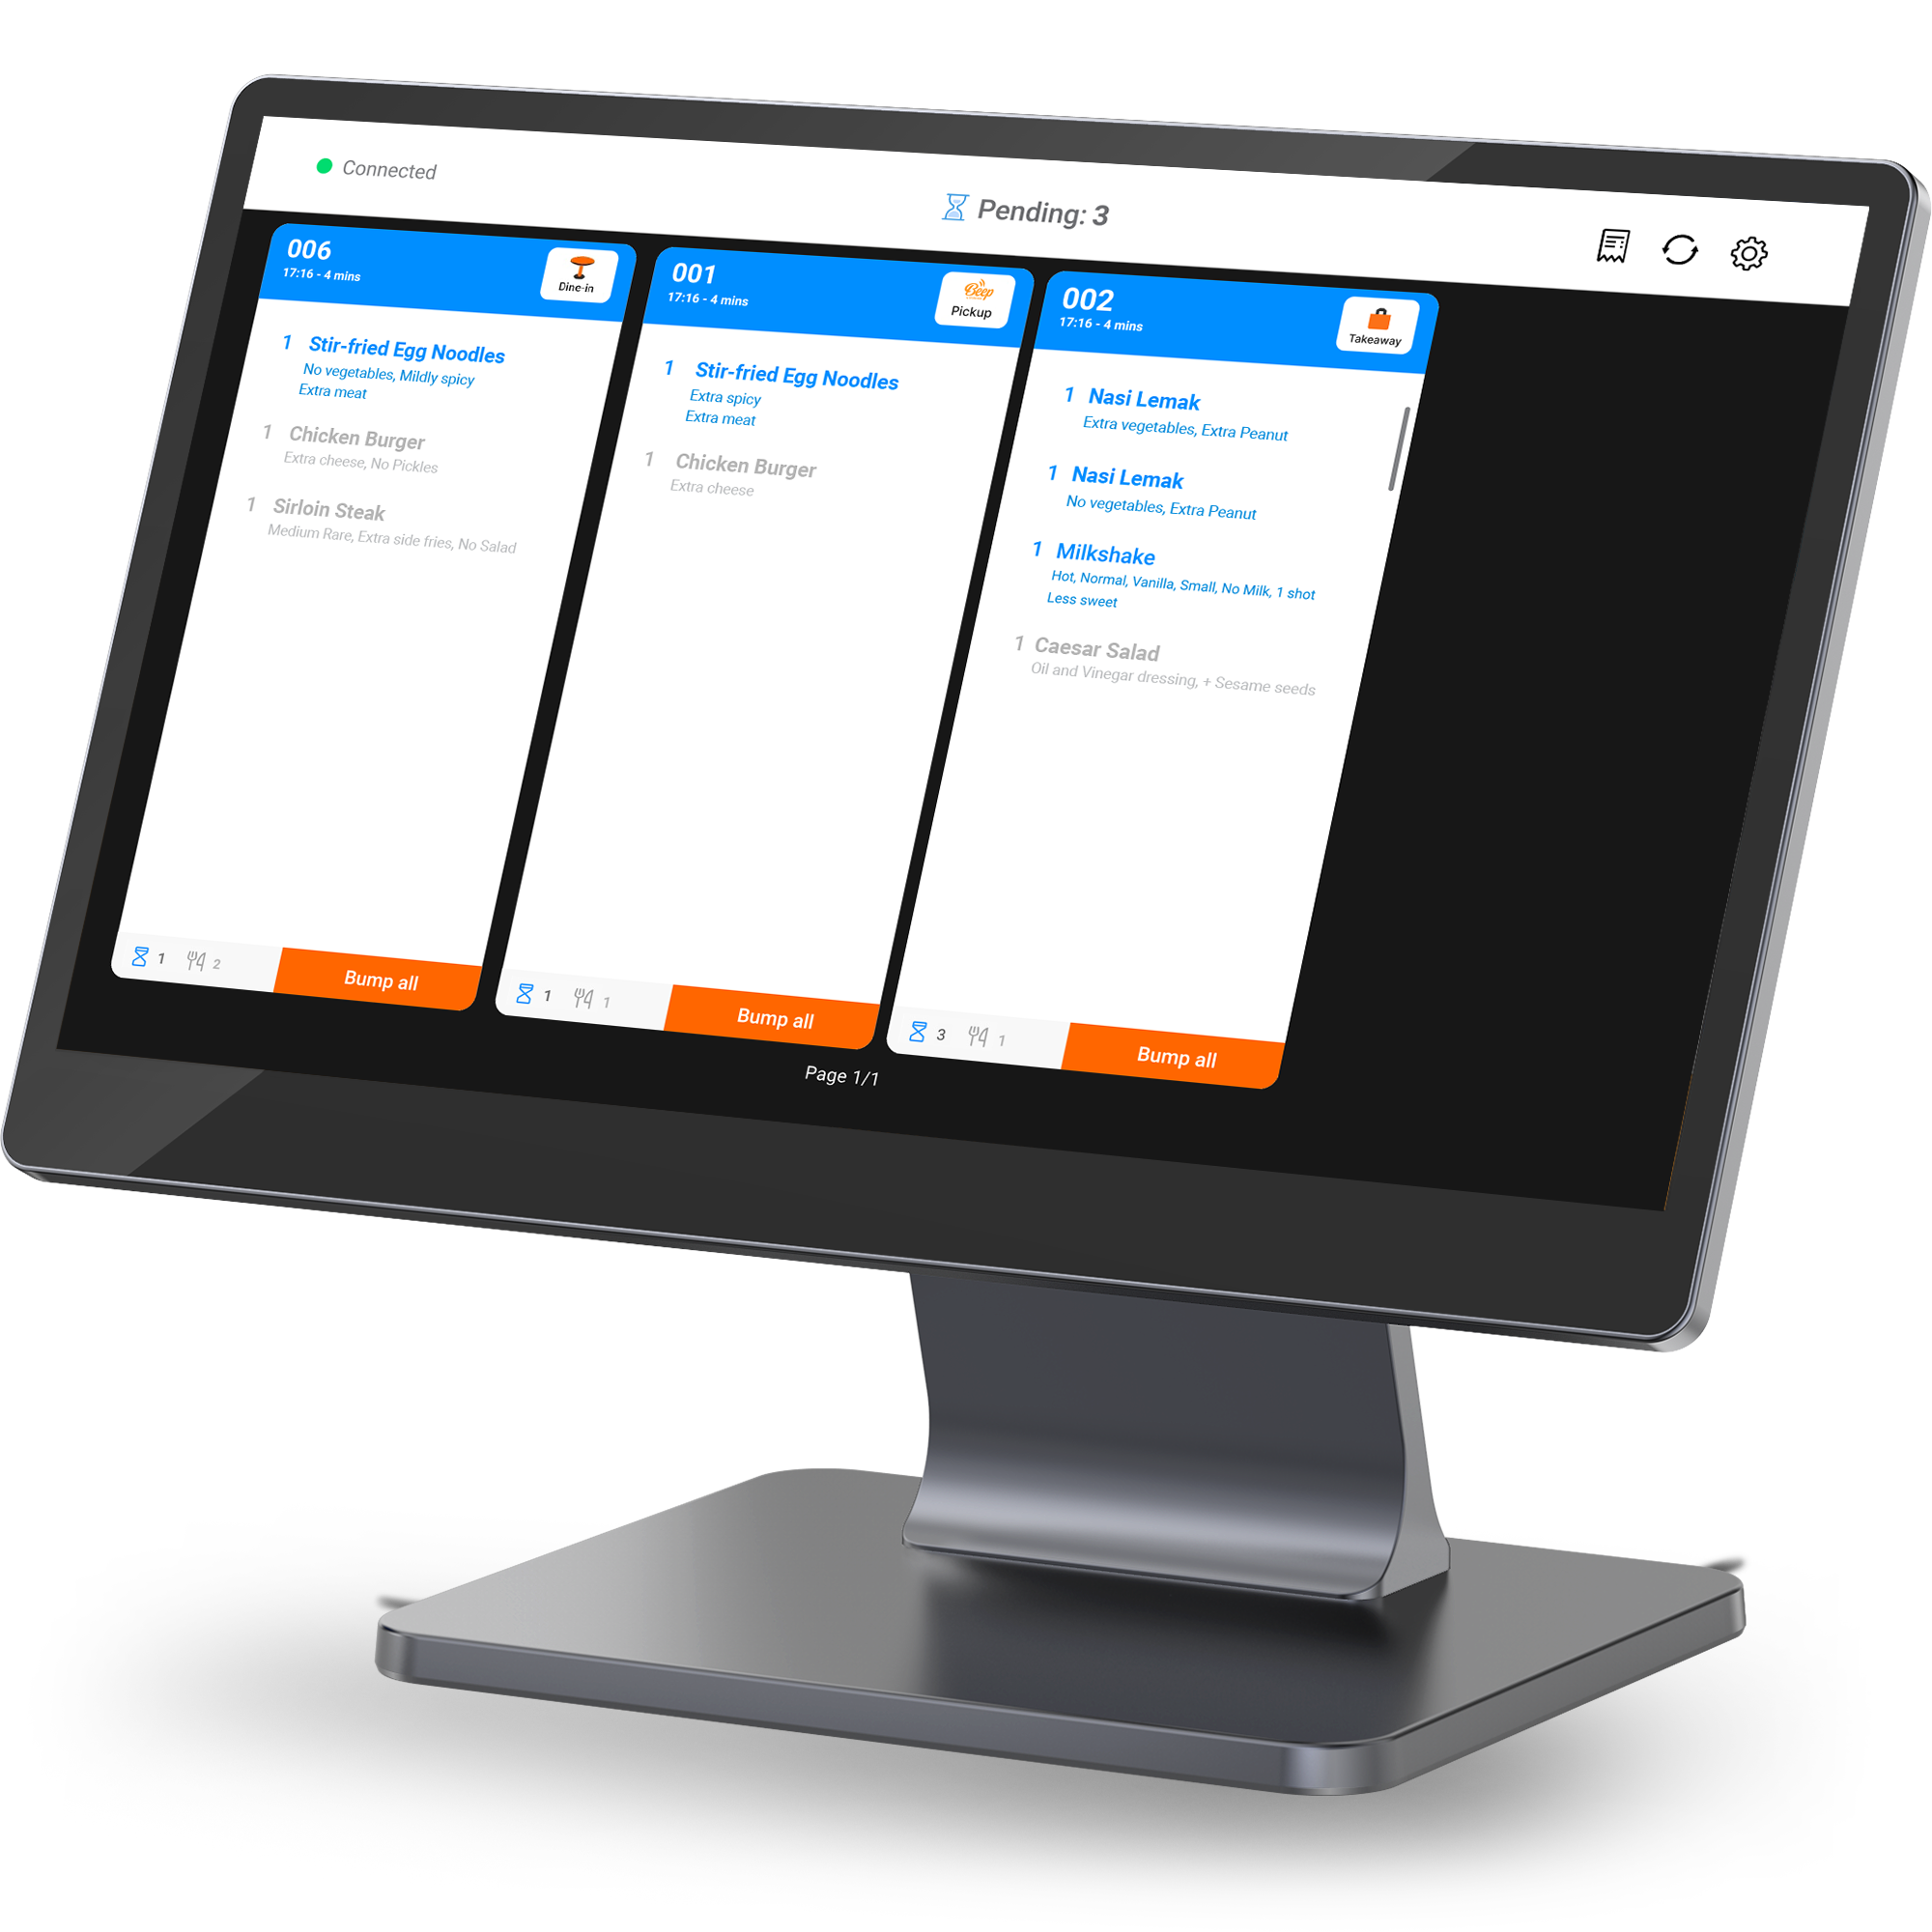 Connected
Pending: 3
006
17:16 - 4 mins
Dine-in
1 Stir-fried Egg Noodles
No vegetables, Mildly spicy
Extra meat
1 Chicken Burger
Extra cheese, No Pickles
1 Sirloin Steak
Medium Rare, Extra side fries, No Salad
1 2
Bump all
001
17:16 - 4 mins
Beep
Pickup
1 Stir-fried Egg Noodles
Extra spicy
Extra meat
1 Chicken Burger
Extra cheese
1 1
Bump all
002
17:16 - 4 mins
Takeaway
1 Nasi Lemak
Extra vegetables, Extra Peanut
1 Nasi Lemak
No vegetables, Extra Peanut
1 Milkshake
Hot, Normal, Vanilla, Small, No Milk, 1 shot
Less sweet
1 Caesar Salad
Oil and Vinegar dressing, + Sesame seeds
3 1
Bump all
Page 1/1